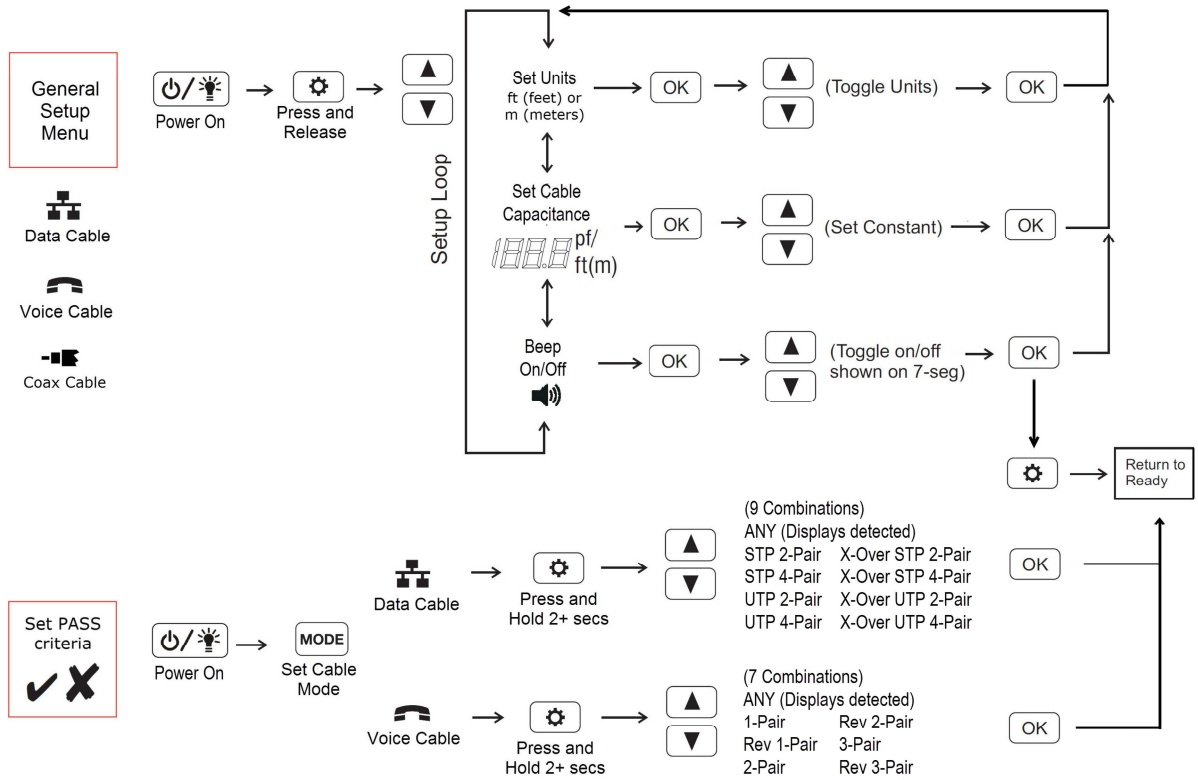 General
Setup
Menu
Power On
Press and
Release
Setup Loop
Set Units
ft (feet) or
m (meters)
OK
(Toggle Units)
OK
Data Cable
Voice Cable
Coax Cable
Set Cable
Capacitance
188.8 pf/
ft(m)
OK
(Set Constant)
OK
Beep
On/Off
OK
(Toggle on/off
shown on 7-seg)
OK
Return to
Ready
Set PASS
criteria
Power On
MODE
Set Cable
Mode
Data Cable
Press and
Hold 2+ secs
(9 Combinations)
ANY (Displays detected)
STP 2-Pair X-Over STP 2-Pair
STP 4-Pair X-Over STP 4-Pair
UTP 2-Pair X-Over UTP 2-Pair
UTP 4-Pair X-Over UTP 4-Pair
OK
Voice Cable
Press and
Hold 2+ secs
(7 Combinations)
ANY (Displays detected)
1-Pair Rev 2-Pair
Rev 1-Pair 3-Pair
2-Pair Rev 3-Pair
OK